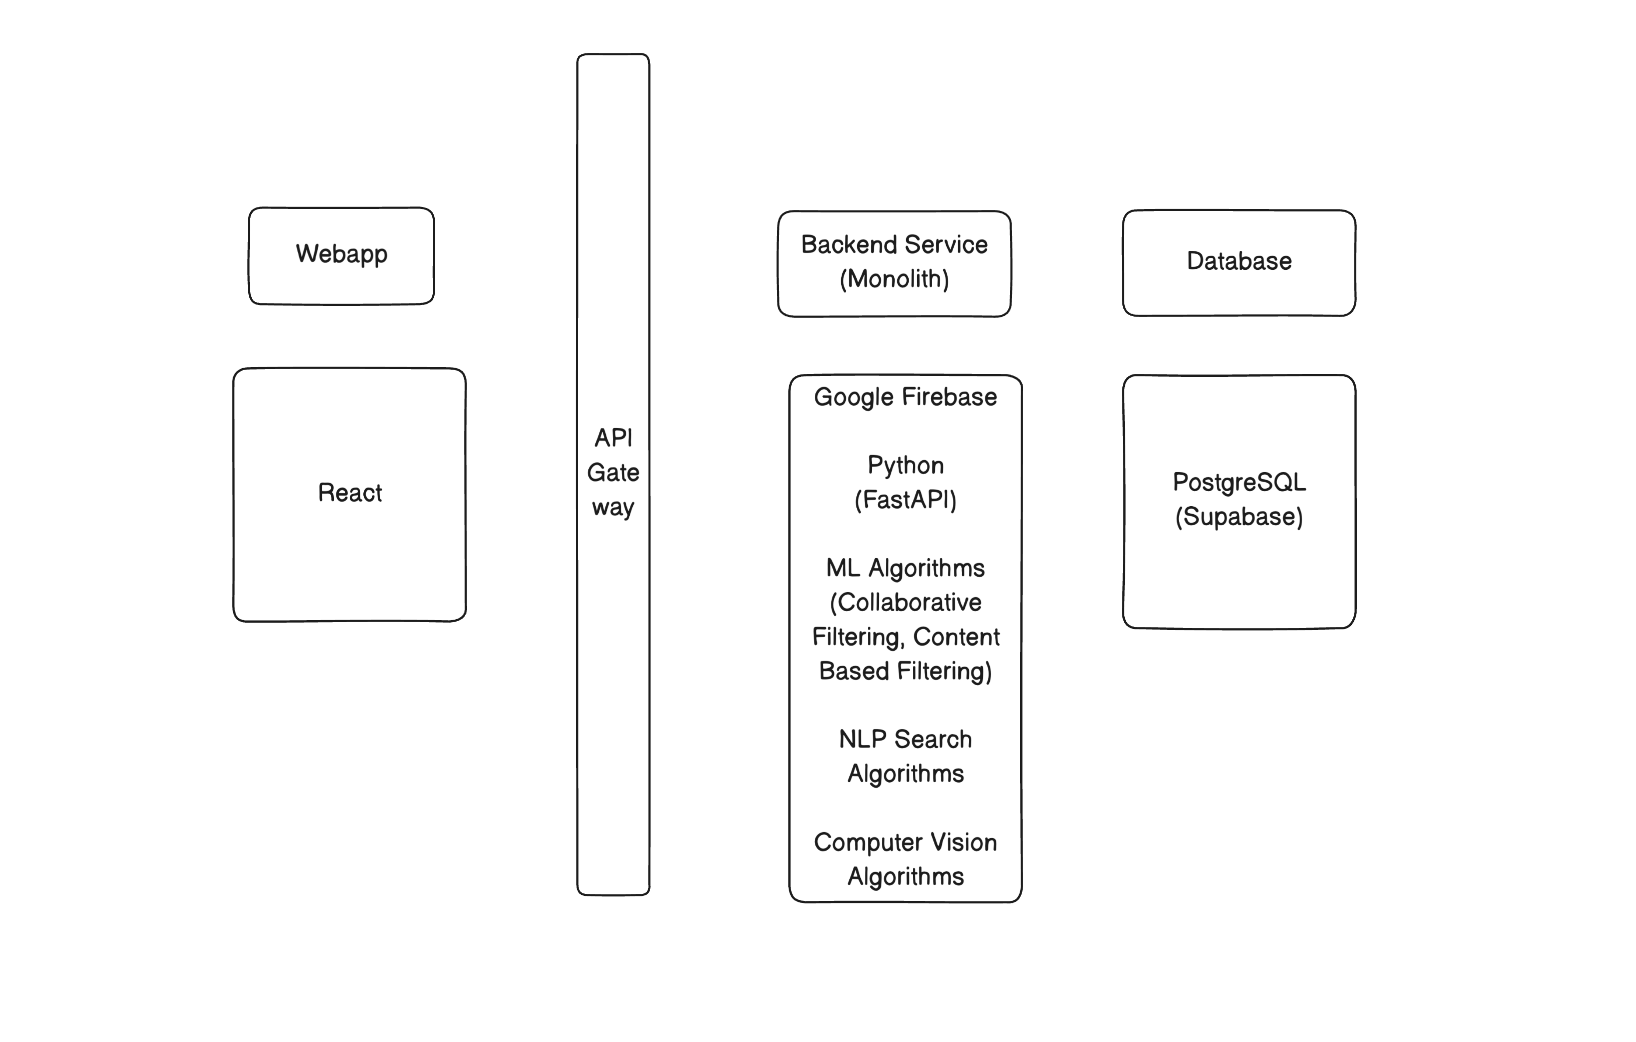 Webapp
React
API
Gate
way
Backend Service
(Monolith)
Google Firebase
Python
(FastAPI)
ML Algorithms
(Collaborative
Filtering, Content
Based Filtering)
NLP Search
Algorithms
Computer Vision
Algorithms
Database
PostgreSQL
(Supabase)